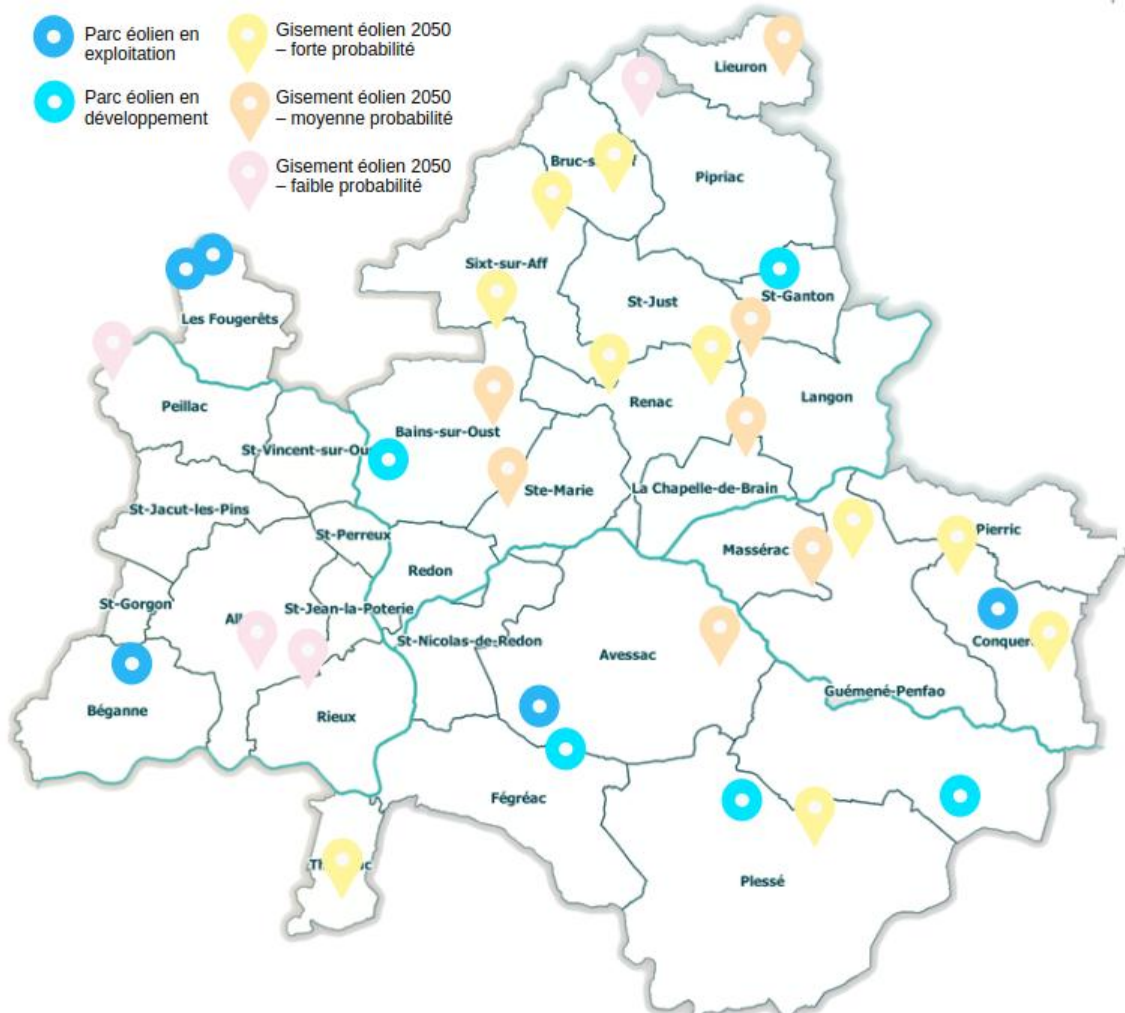 Parc éolien en
exploitation
Gisement éolien 2050
– forte probabilité
Parc éolien en
développement
Gisement éolien 2050
– moyenne probabilité
Gisement éolien 2050
– faible probabilité
Lieuron
Pipriac
Sixt-sur-Aff
St-Just
St-Ganton
Les Fougerêts
Peillac
Renac
Langon
Bains-sur-Oust
St-Vincent-sur-Ou
Ste-Marie
La Chapelle-de-Brain
St-Jacut-les-Pins
St-Perreux
Redon
Massérac
Pierric
St-Gorgon
St-Jean-la-Poterie
St-Nicolas-de-Redon
Avessac
Conquer
Guémené-Penfao
Béganne
Rieux
Fégréac
Plessé